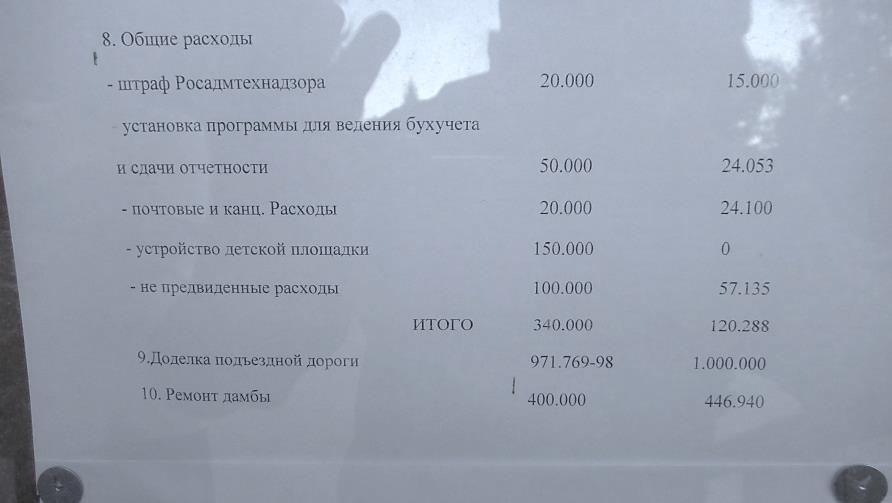 8. Общие расходы
- штраф Росадмтехнадзора 20.000 15.000
- установка программы для ведения бухучета
и сдачи отчетности 50.000 24.053
- почтовые и канц. Расходы 20.000 24.100
- устройство детской площадки 150.000 0
- не предвиденные расходы 100.000 57.135
ИТОГО 340.000 120.288
9.Доделка подъездной дороги 971.769-98 1.000.000
10. Ремонт дамбы 400.000 446.940